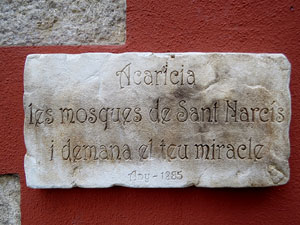 Acaricia
les mosques de Sant Narcís
i demana el teu miracle
Any - 1285